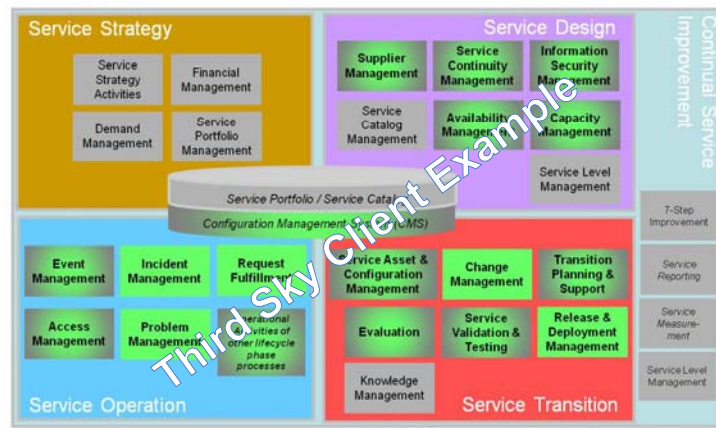 Service Strategy
Service
Strategy
Activities
Financial
Management
Demand
Management
Service
Portfolio
Management
Service Design
Supplier
Management
Service
Continuity
Management
Information
Security
Management
Service
Catalog
Management
Availability
Management
Capacity
Management
Service Level
Management
Continual Service
Improvement
7-Step
Improvement
Service
Reporting
Service
Measure-
ment
Service Level
Management
Service Portfolio / Service Catalog
Configuration Management System (CMS)
Event
Management
Incident
Management
Request
Fulfillment
Access
Management
Problem
Management
Operational
Activities of
other lifecycle
phase
processes
Service Operation
Service Asset &
Configuration
Management
Change
Management
Transition
Planning &
Support
Evaluation
Service
Validation &
Testing
Release &
Deployment
Management
Knowledge
Management
Service Transition
Third Sky Client Example